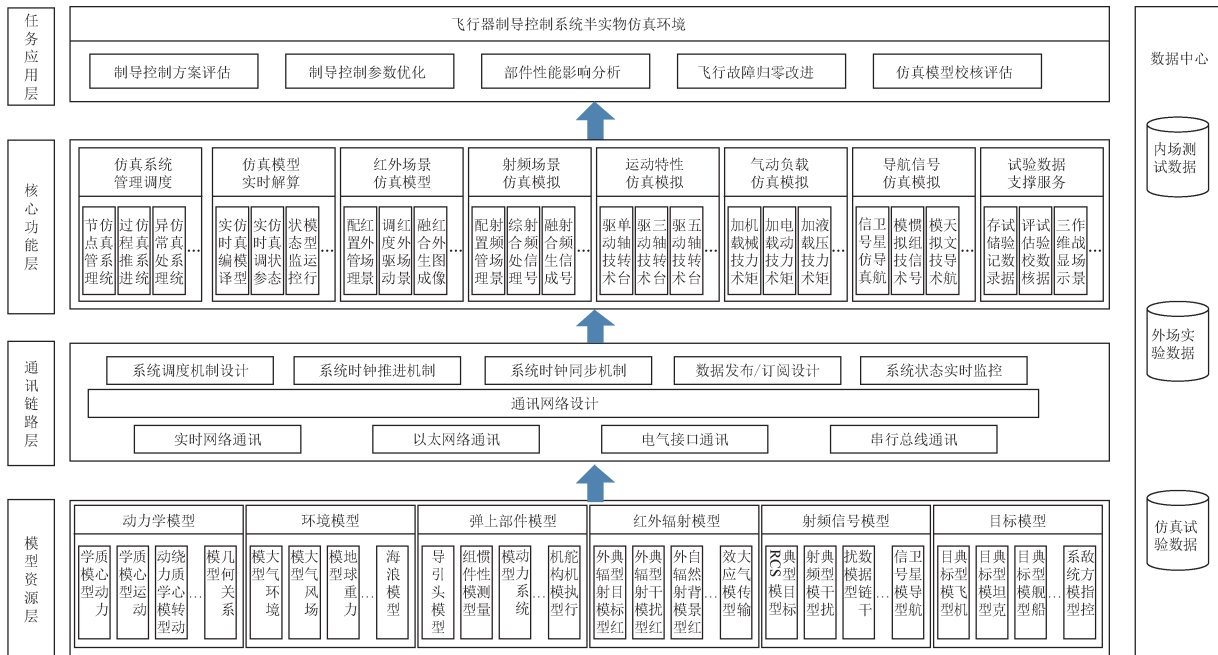 任务应用层
飞行器制导控制系统半实物仿真环境
制导控制方案评估
制导控制参数优化
部件性能影响分析
飞行故障归零改进
仿真模型校核评估
核心功能层
仿真系统
管理调度
仿真系统
节点管理
仿真系统
过程推进
仿真系统
异常处理
…
仿真模型
实时解算
仿真模型
实时编译
仿真状态
实时调参
模型运行
状态监控
…
红外场景
仿真模型
红外场景
配置管理
红外场景
调度驱动
红外图像
融合生成
…
射频场景
仿真模拟
射频场景
配置管理
射频信号
综合处理
射频信号
融合生成
…
运动特性
仿真模拟
单轴转台
驱动技术
三轴转台
驱动技术
五轴转台
驱动技术
…
气动负载
仿真模拟
机械力矩
加载技术
电动力矩
加载技术
液压力矩
加载技术
…
导航信号
仿真模拟
卫星导航
信号仿真
惯组信号
模拟技术
天文导航
模拟技术
…
试验数据
支撑服务
试验数据
存储记录
试验数据
评估校核
作战场景
三维显示
…
通讯链路层
系统调度机制设计
系统时钟推进机制
系统时钟同步机制
数据发布/订阅设计
系统状态实时监控
通讯网络设计
实时网络通讯
以太网络通讯
电气接口通讯
串行总线通讯
模型资源层
动力学模型
质心动力
学模型
质心运动
学模型
绕质心转动
动力学模型
…
几何关系
模型
环境模型
大气环境
模型
大气风场
模型
地球重力
模型
…
海浪模型
弹上部件模型
导引头模型
惯性测量
组件模型
动力系统
模型
…
舵机执行
机构模型
红外辐射模型
典型目标红
外辐射模型
典型干扰红
外辐射模型
自然背景红
外辐射模型
…
大气传输
效应模型
射频信号模型
典型目标
RCS模型
典型干扰
射频模型
数据链干
扰模型
…
卫星导航
信号模型
目标模型
典型飞机
目标模型
典型坦克
目标模型
典型舰船
目标模型
…
敌方指控
系统模型
数据中心
内场测
试数据
外场实
验数据
仿真试
验数据